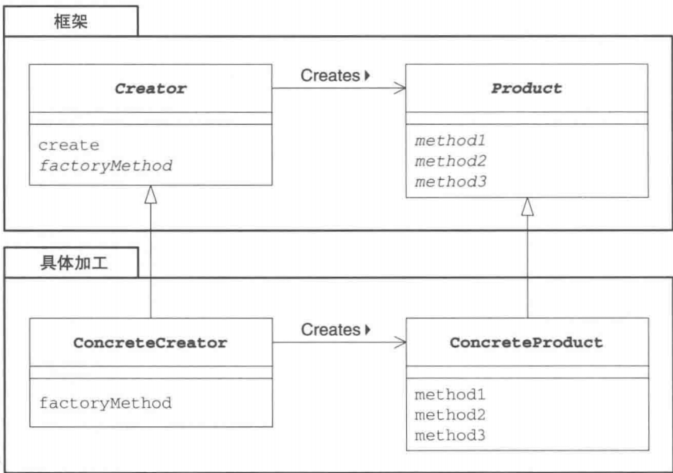 框架
Creator
Creates
Product
create
factoryMethod
method1
method2
method3
具体加工
ConcreteCreator
Creates
ConcreteProduct
factoryMethod
method1
method2
method3